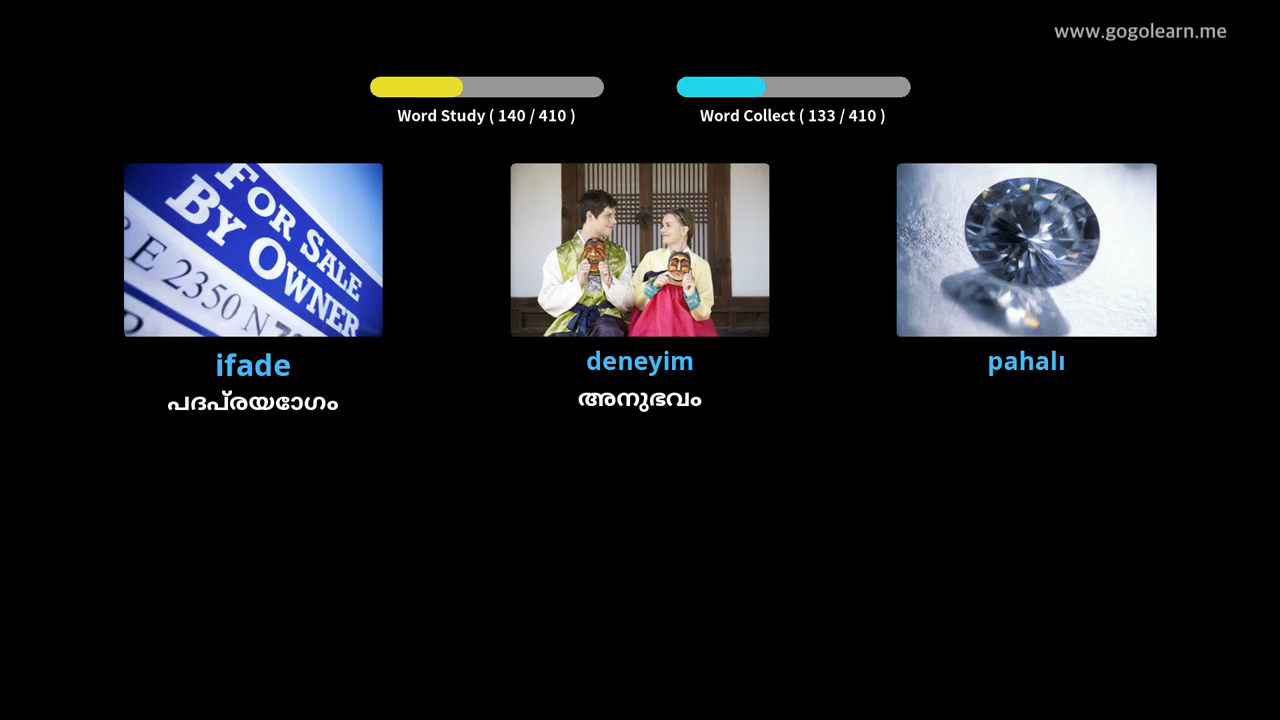 www.gogolearn.me
Word Study ( 140 / 410 )
Word Collect ( 133 / 410 )
FOR SALE
BY OWNER
E 2350 N
ifade
പദപ്രയോഗം
deneyim
അനുഭവം
pahalı